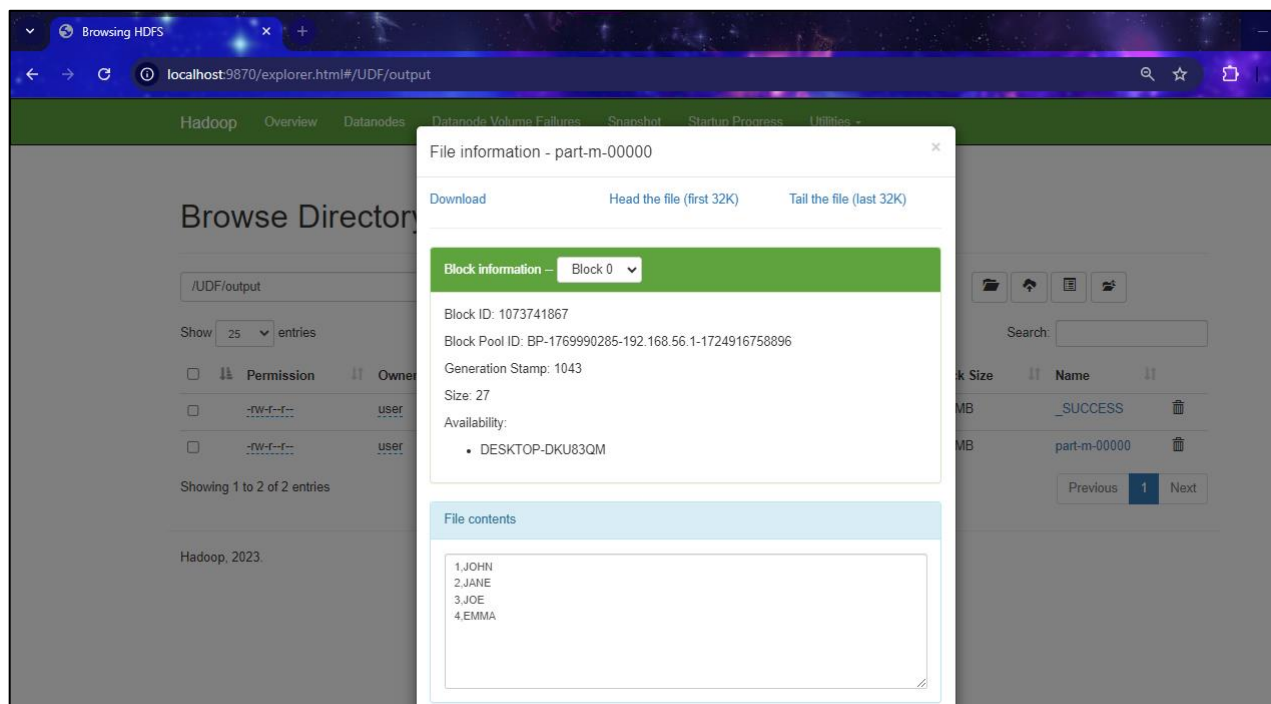 Browsing HDFS
localhost:9870/explorer.html#/UDF/output
Hadoop Overview Datanodes Datanode Volume Failures Snapshot Startup Progress Utilities
File information - part-m-00000 ×
Download Head the file (first 32K) Tail the file (last 32K)
Browse Directory
Block information -- Block 0
/UDF/output
Block ID: 1073741867
Show 25 entries Search:
Block Pool ID: BP-1769990285-192.168.56.1-1724916758896
Generation Stamp: 1043
Permission Owner k Size Name
Size: 27
-rw-r--r-- user MB _SUCCESS
Availability:
DESKTOP-DKU83QM
-rw-r--r-- user MB part-m-00000
Showing 1 to 2 of 2 entries Previous 1 Next
File contents
Hadoop, 2023.
1,JOHN
2,JANE
3,JOE
4,EMMA